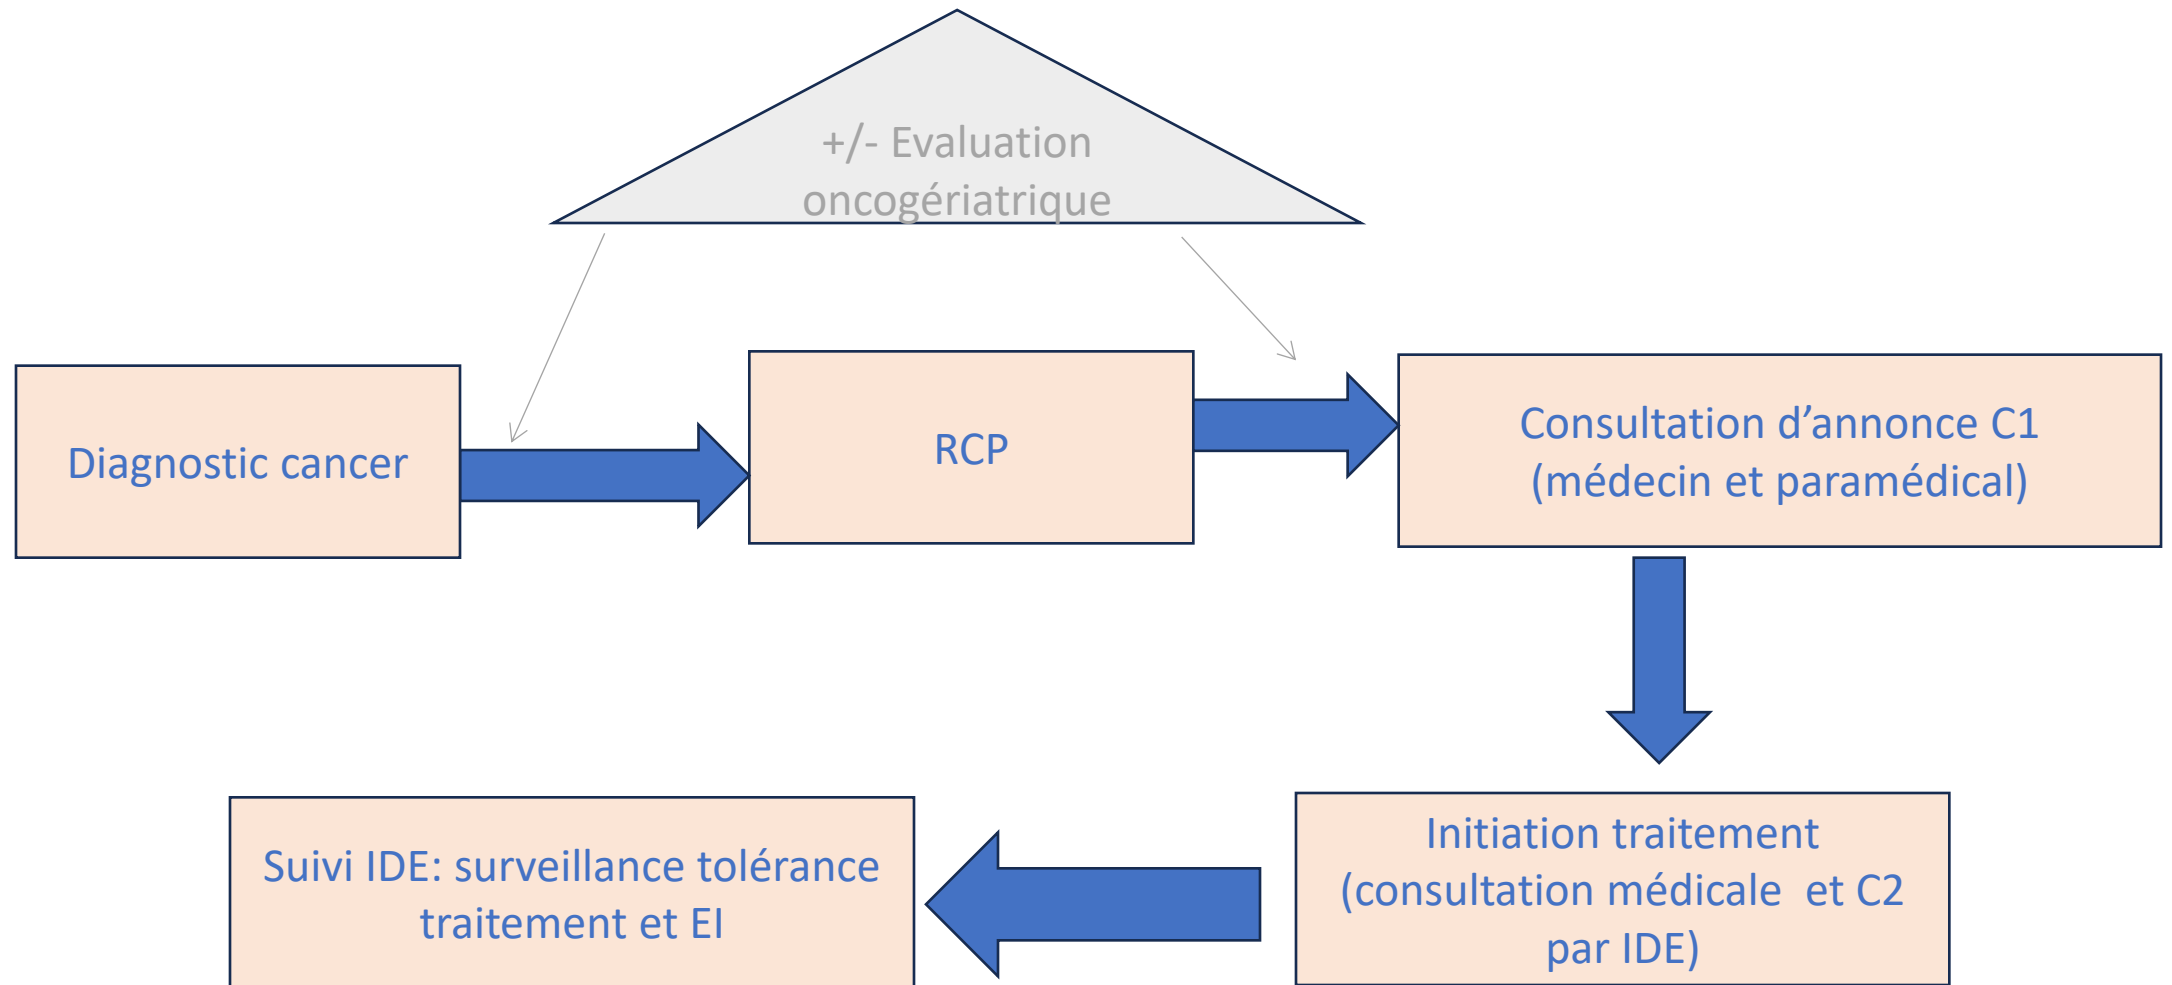 +/- Evaluation
oncogériatrique
Diagnostic cancer
RCP
Consultation d’annonce C1
(médecin et paramédical)
Initiation traitement
(consultation médicale  et C2
par IDE)
Suivi IDE: surveillance tolérance
traitement et EI